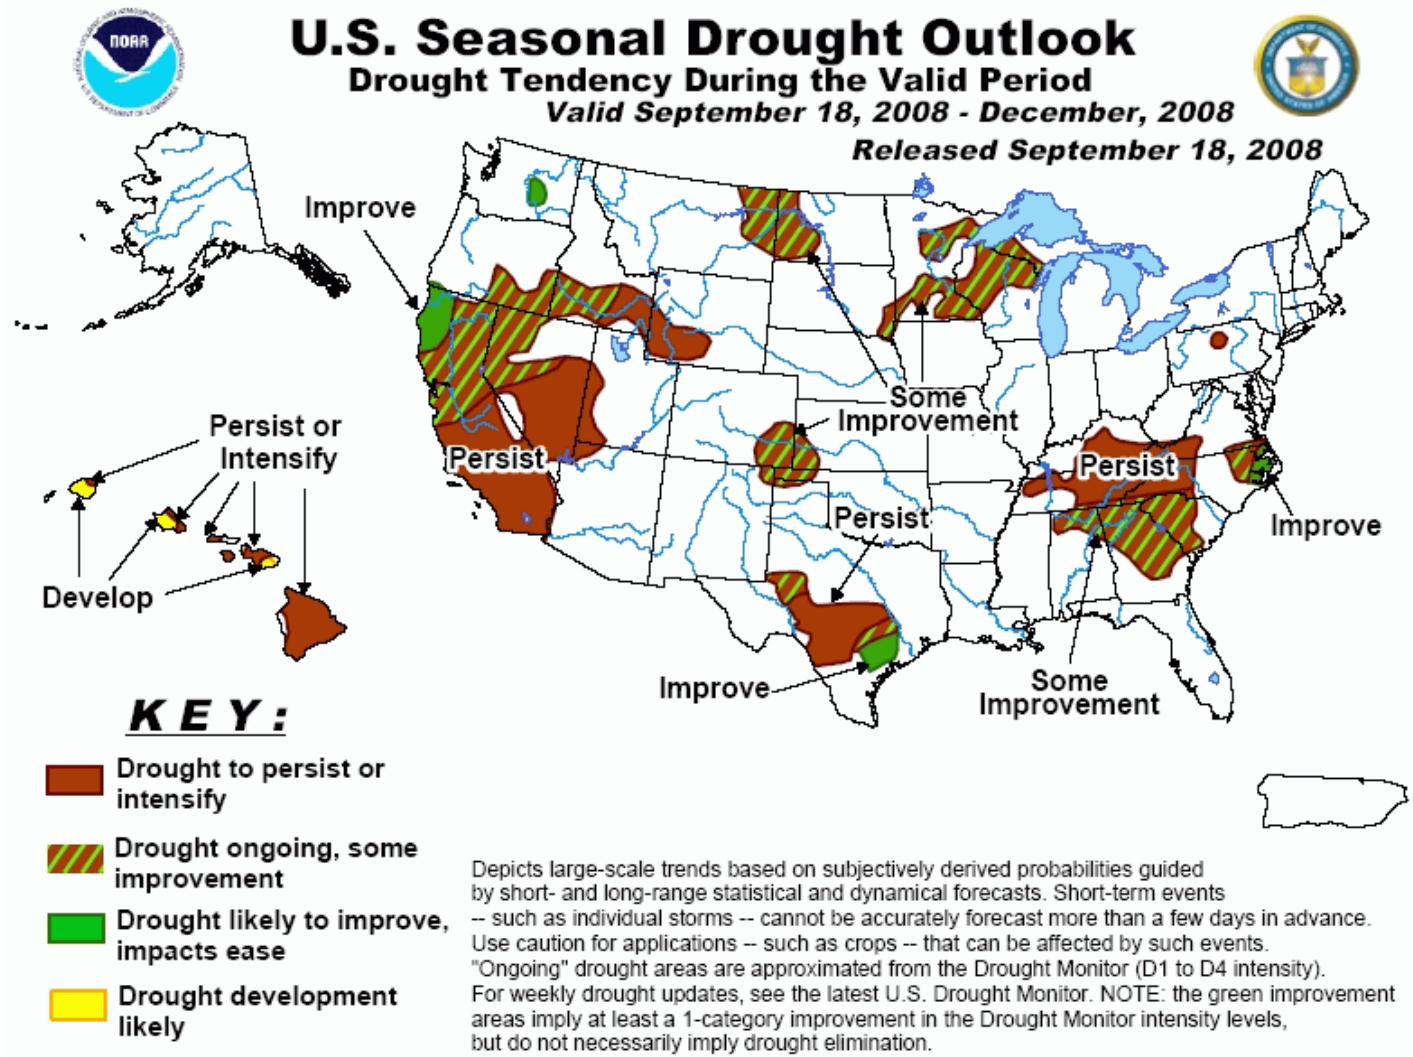 U.S. Seasonal Drought Outlook
Drought Tendency During the Valid Period
Valid September 18, 2008 - December, 2008
Released September 18, 2008
NOAA
Improve
Some
Improvement
Persist or
Intensify
Persist
Persist
Persist
Improve
Develop
Improve
Some
Improvement
KEY:
Drought to persist or
intensify
Drought ongoing, some
improvement
Drought likely to improve,
impacts ease
Drought development
likely
Depicts large-scale trends based on subjectively derived probabilities guided
by short- and long-range statistical and dynamical forecasts. Short-term events
-- such as individual storms -- cannot be accurately forecast more than a few days in advance.
Use caution for applications -- such as crops -- that can be affected by such events.
"Ongoing" drought areas are approximated from the Drought Monitor (D1 to D4 intensity).
For weekly drought updates, see the latest U.S. Drought Monitor. NOTE: the green improvement
areas imply at least a 1-category improvement in the Drought Monitor intensity levels,
but do not necessarily imply drought elimination.